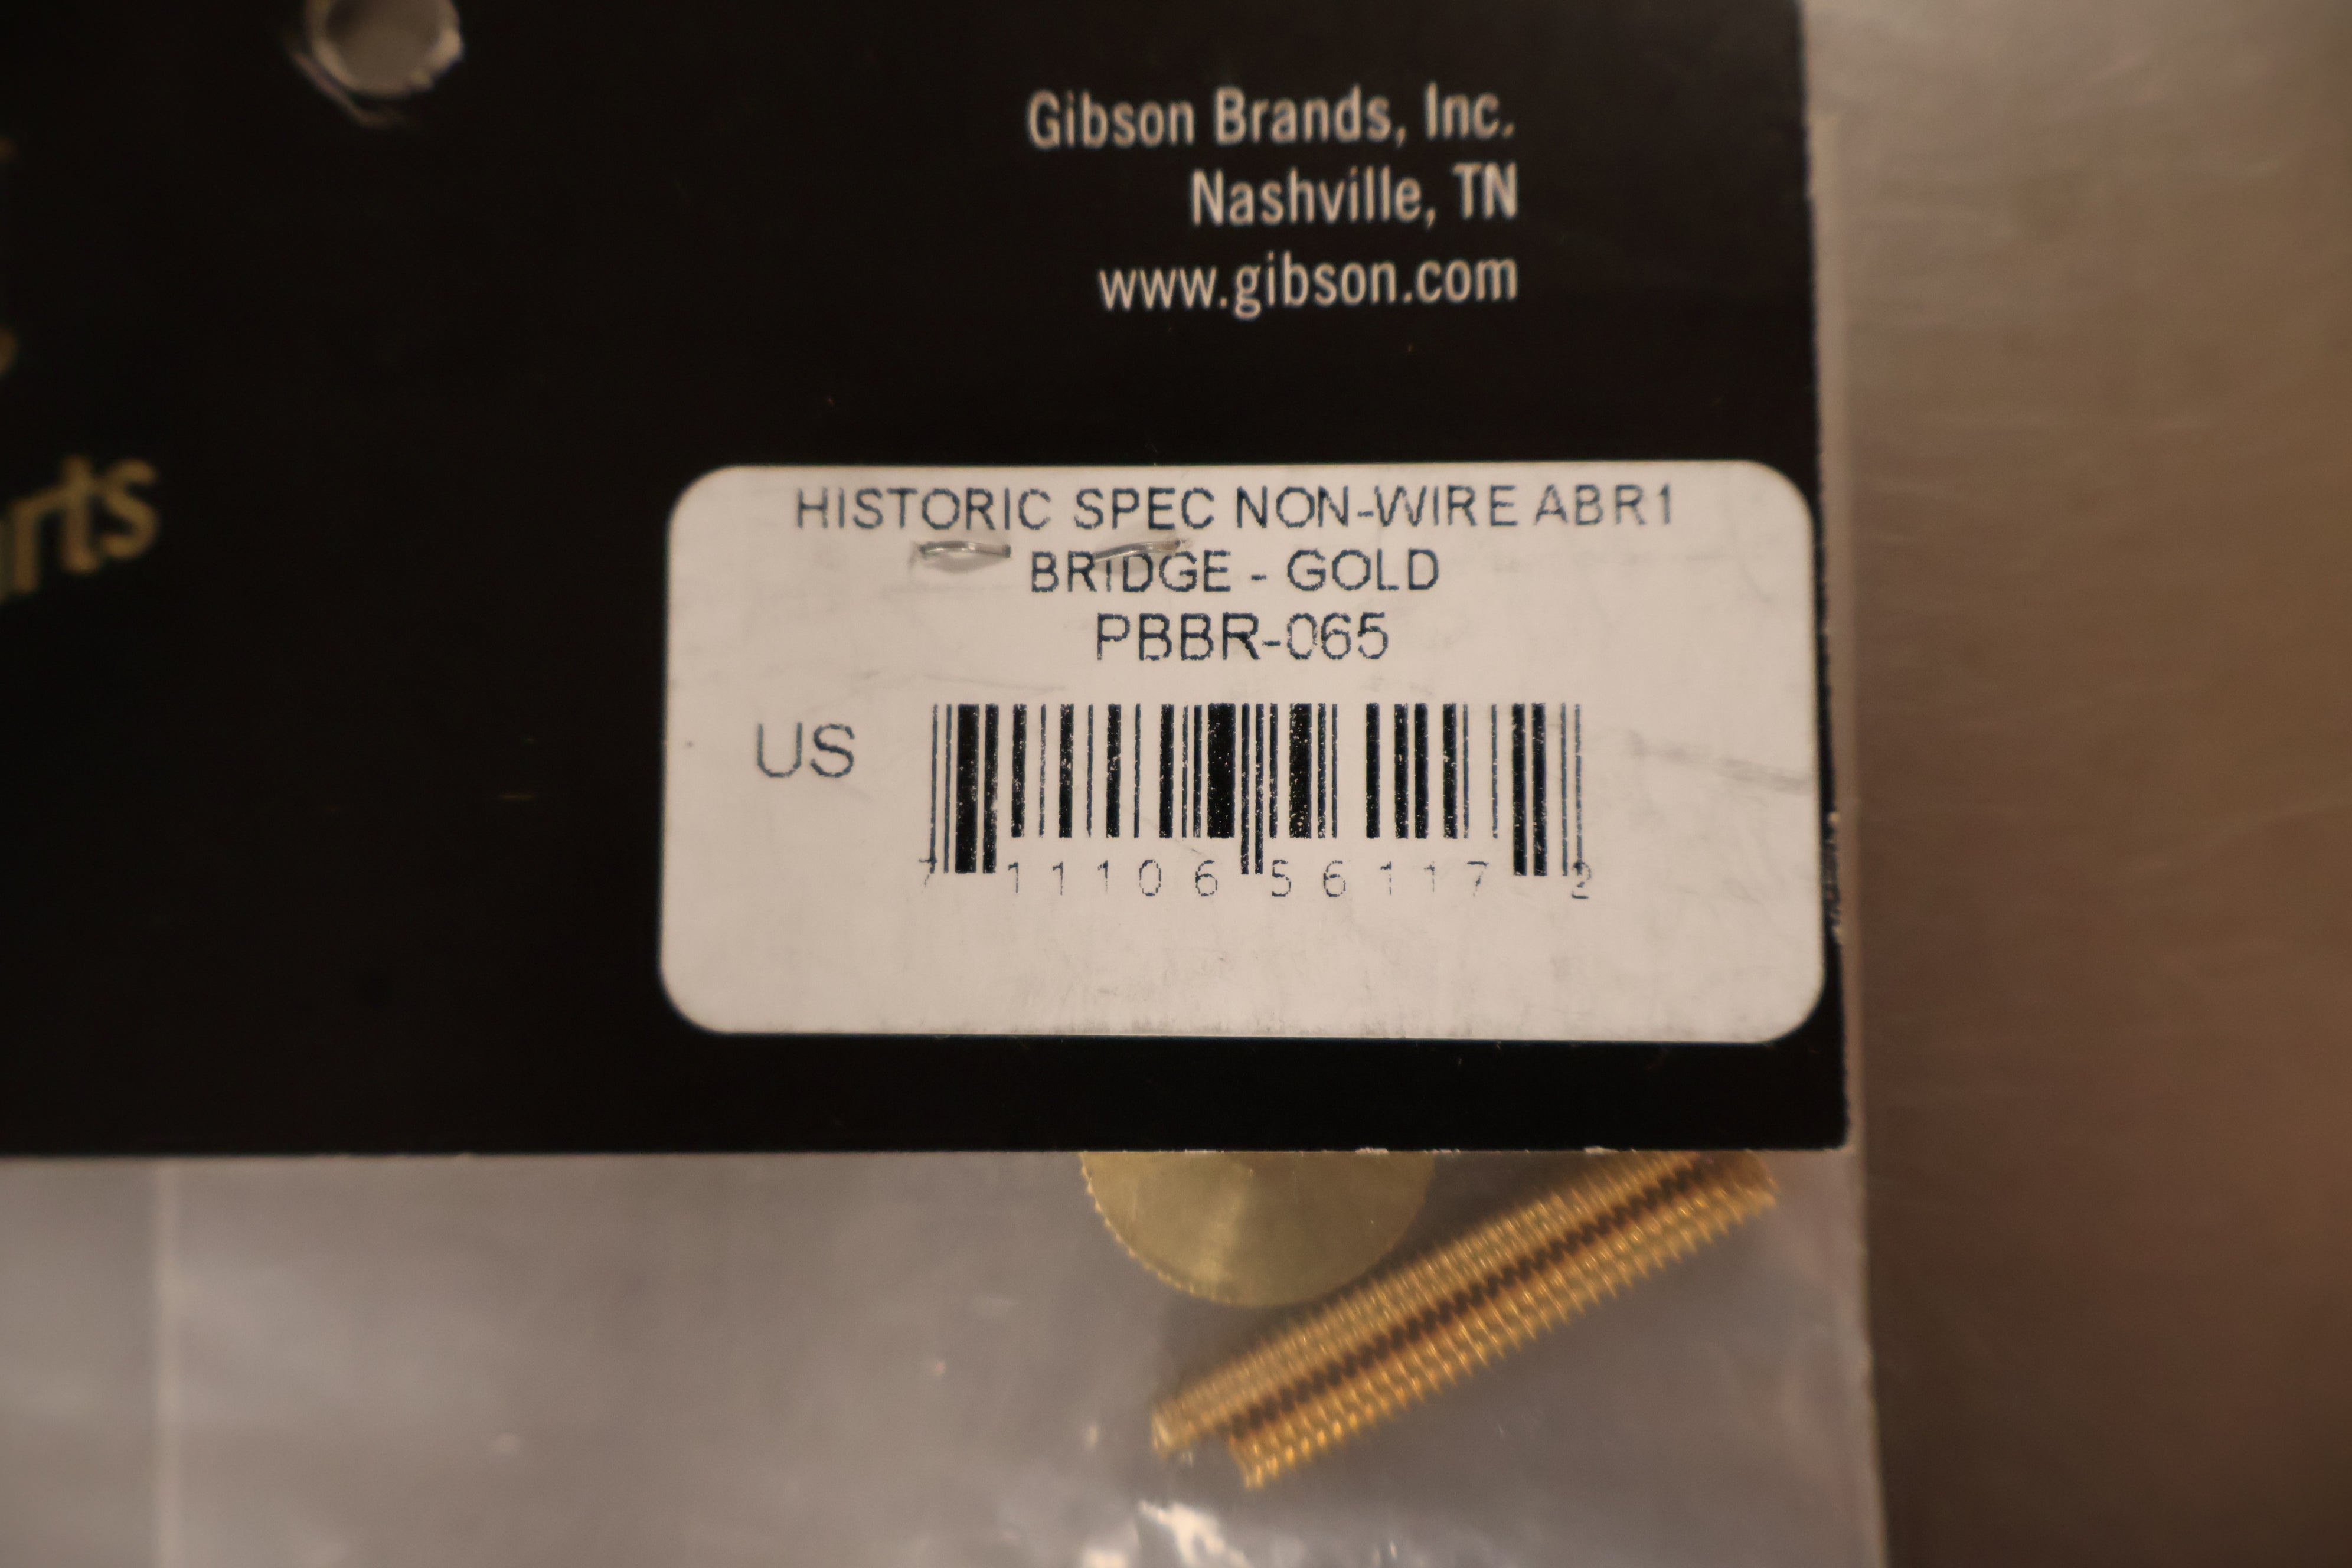 Gibson Brands, Inc.
Nashville, TN
www.gibson.com
rts
HISTORIC SPEC NON-WIRE ABR1
BRIDGE - GOLD
PBBR-065
US
7 11106 56117 2